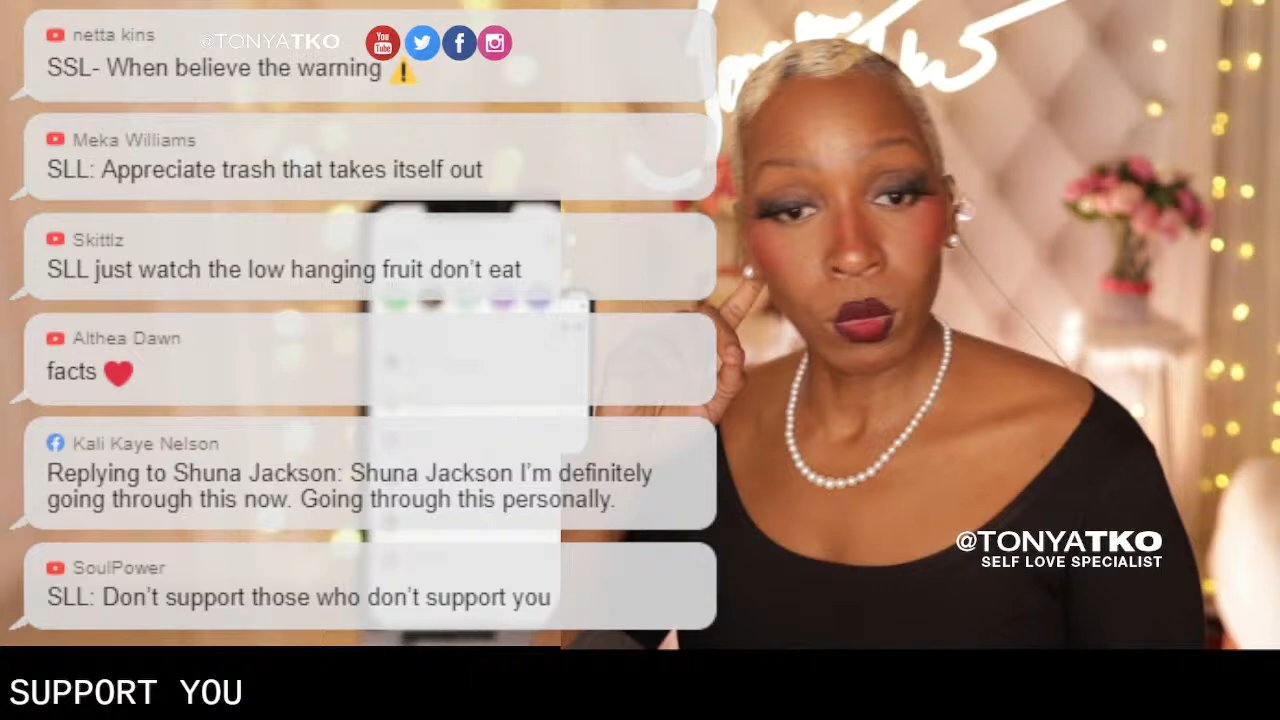 netta kins
@TONYATKO
You Tube
SSL- When believe the warning ⚠️
Meka Williams
SLL: Appreciate trash that takes itself out
Skittlz
SLL just watch the low hanging fruit don't eat
Althea Dawn
facts ❤️
Kali Kaye Nelson
Replying to Shuna Jackson: Shuna Jackson I'm definitely
going through this now. Going through this personally.
SoulPower
SLL: Don't support those who don't support you
@TONYATKO
SELF LOVE SPECIALIST
SUPPORT YOU